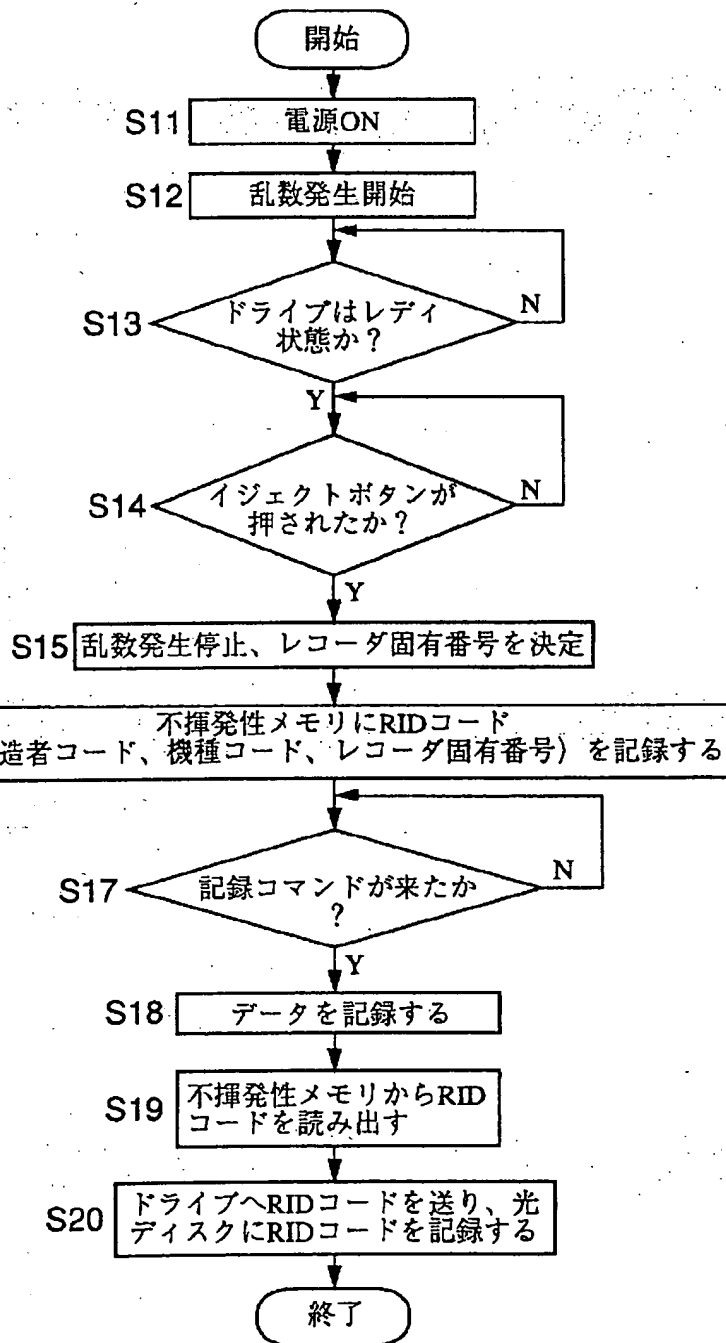 開始
S11
電源ON
S12
乱数発生開始
S13
ドライブはレディ
状態か?
N
Y
S14
イジェクトボタンが
押されたか?
N
Y
S15
乱数発生停止、レコーダ固有番号を決定
不揮発性メモリにRIDコード
造者コード、機種コード、レコーダ固有番号)を記録する
S17
記録コマンドが来たか
?
N
Y
S18
データを記録する
S19
不揮発性メモリからRID
コードを読み出す
S20
ドライブへRIDコードを送り、光
ディスクにRIDコードを記録する
終了